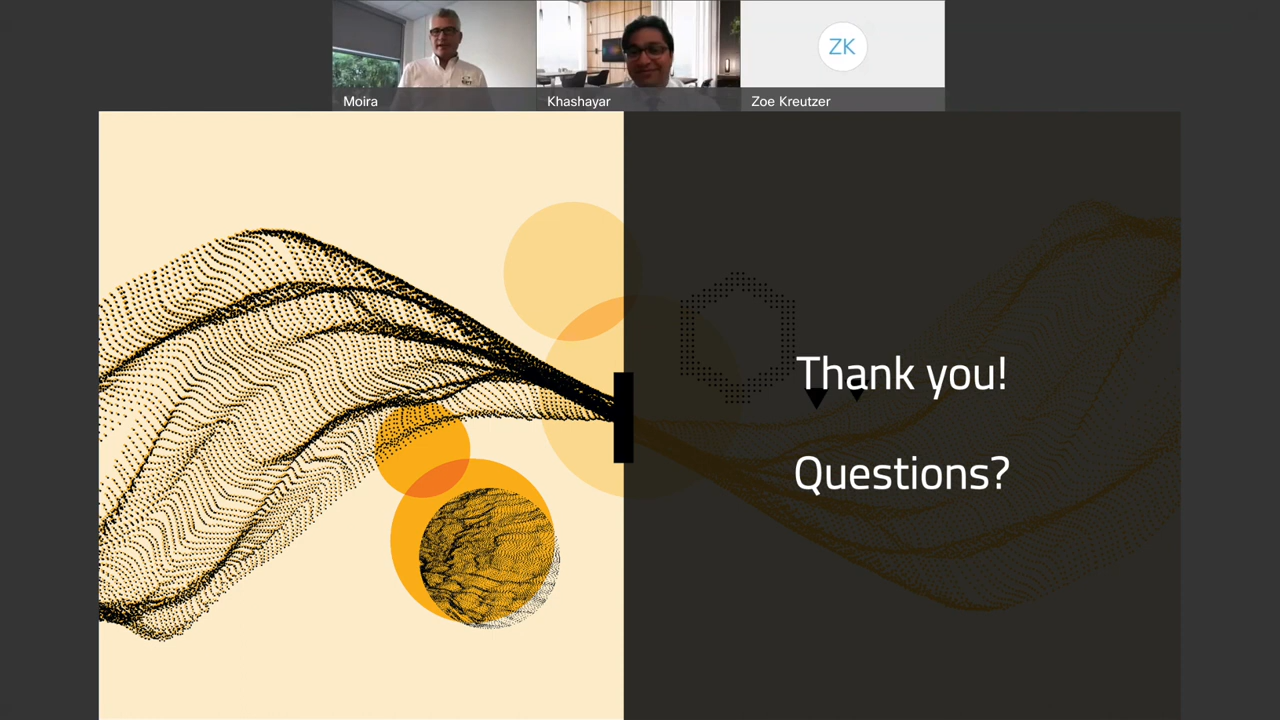 ZK
Moira
Khashayar
Zoe Kreutzer
Thank you!
Questions?